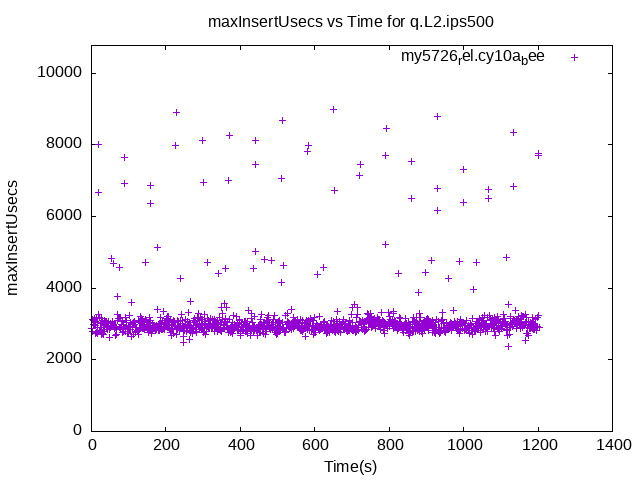 maxInsertUsecs vs Time for q.L2.ips500
my5726rel.cy10abee
10000
8000
6000
4000
2000
0
maxInsertUsecs
0 200 400 600 800 1000 1200 1400
Time(s)